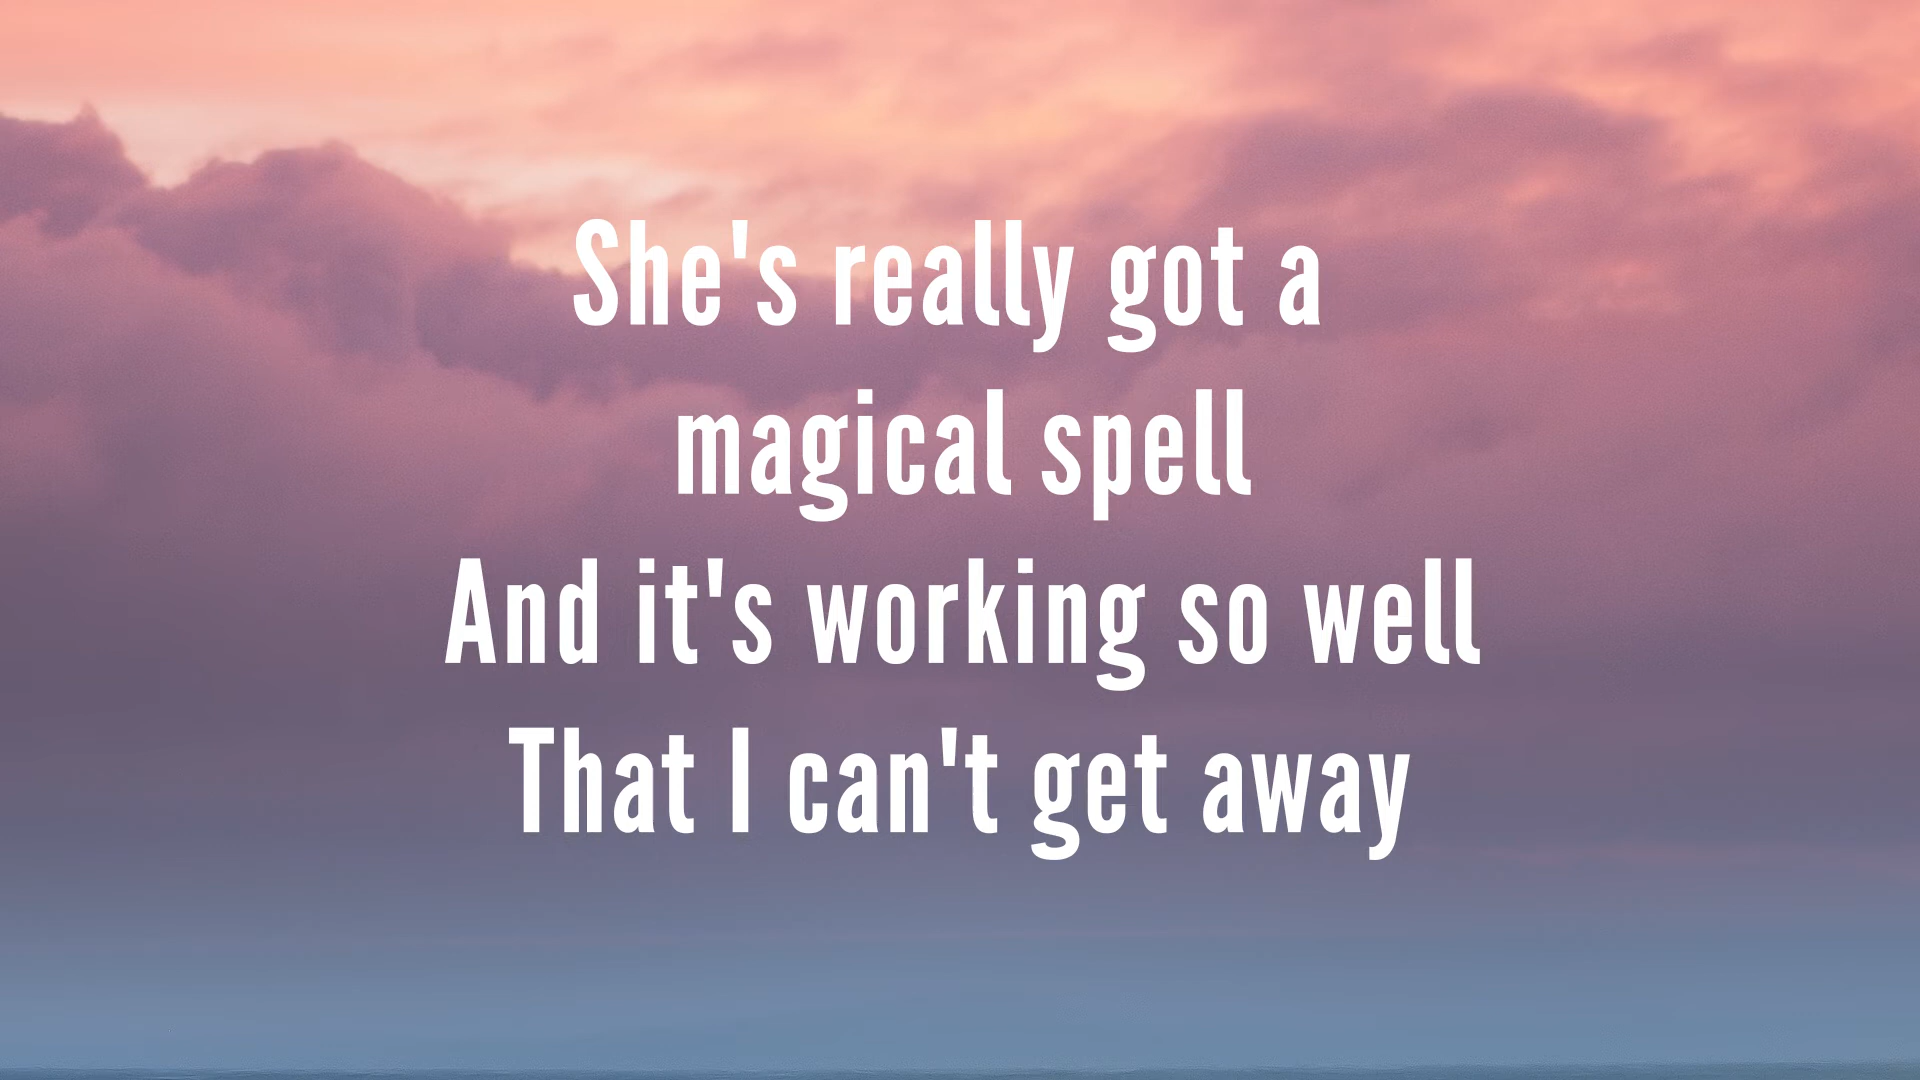 She's really got a
magical spell
And it's working so well
That I can't get away